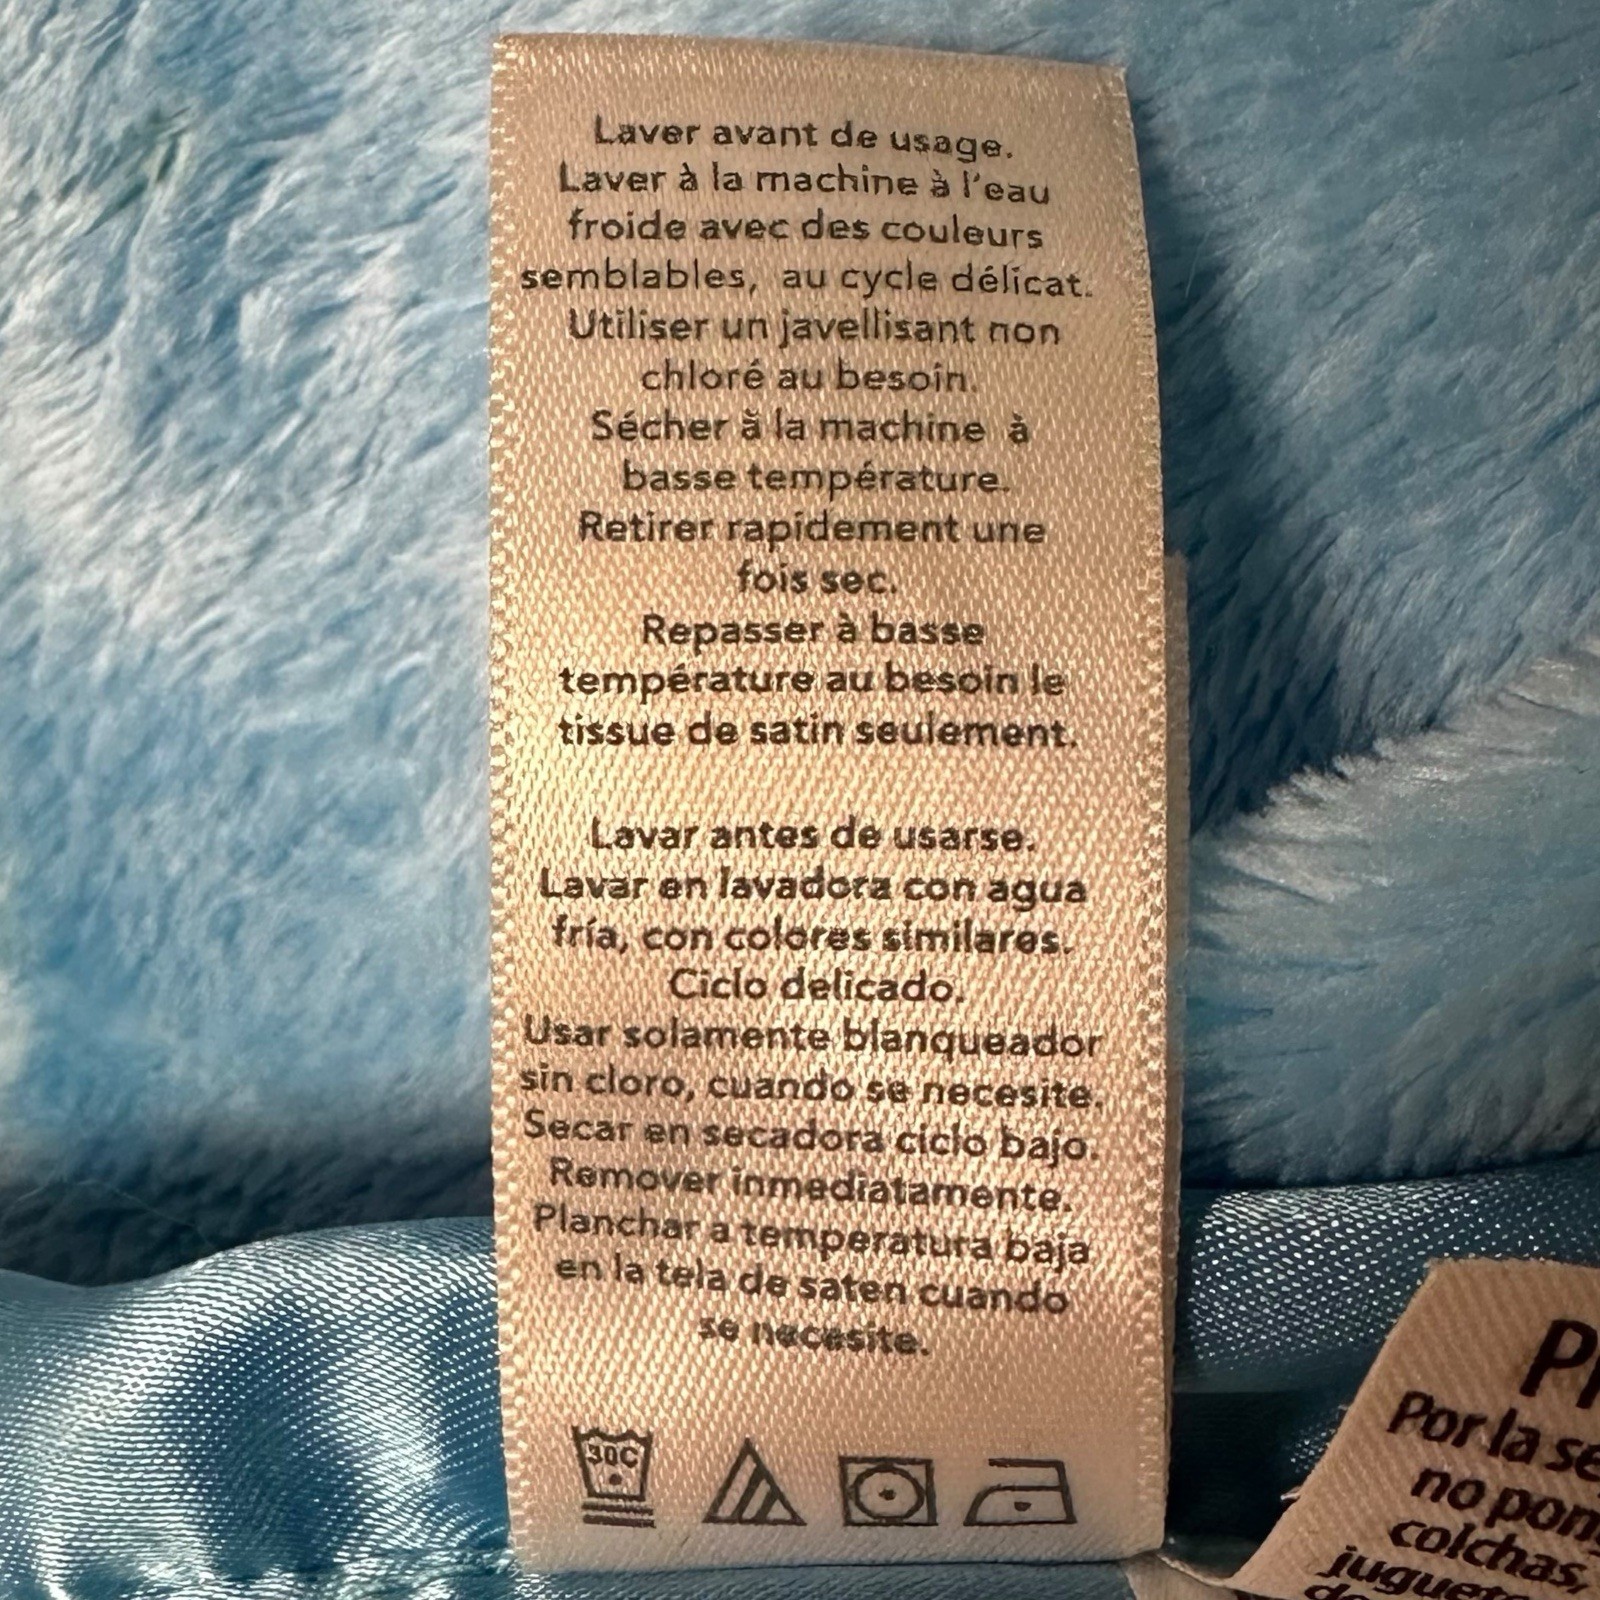 Laver avant de usage.
Laver à la machine à l'eau
froide avec des couleurs
semblables, au cycle délicat.
Utiliser un javellisant non
chloré au besoin.
Sécher à la machine à
basse température.
Retirer rapidement une
fois sec.
Repasser à basse
température au besoin le
tissue de satin seulement.
Lavar antes de usarse.
Lavar en lavadora con agua
fría, con colores similares.
Ciclo delicado.
Usar solamente blanqueador
sin cloro, cuando se necesite.
Secar en secadora ciclo bajo.
Remover inmediatamente.
Planchar a temperatura baja
en la tela de saten cuando
se necesite.
30C
Por la
no
colchas,